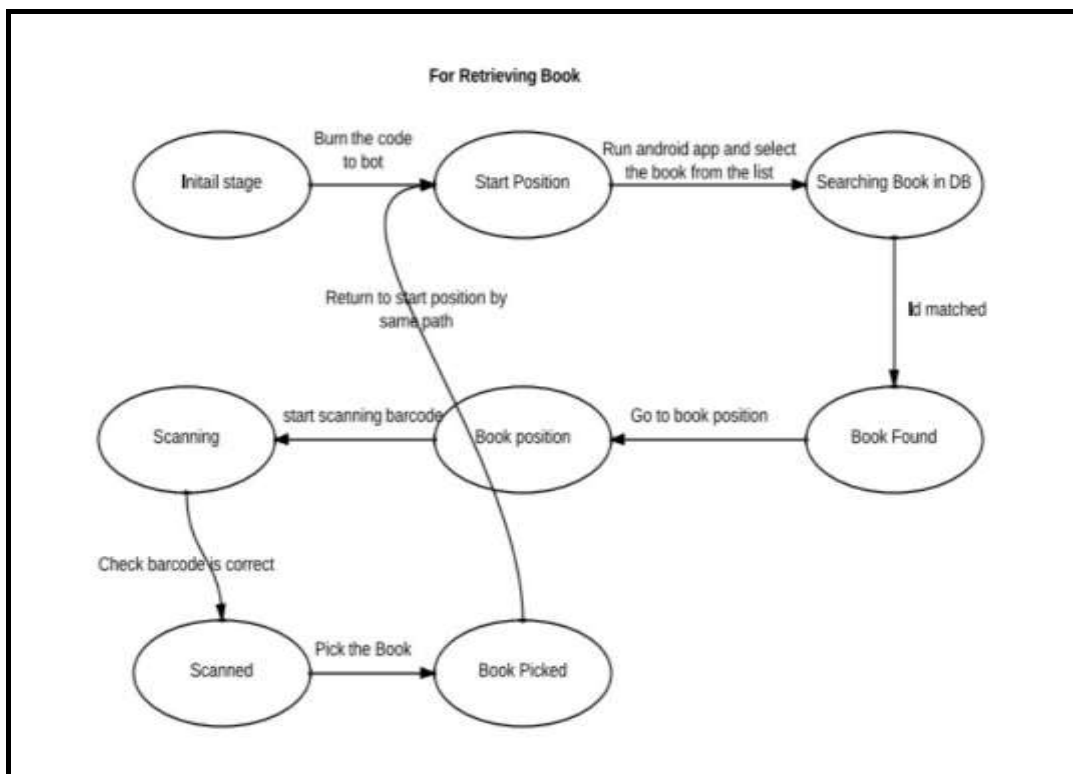 For Retrieving Book
Burn the code
to bot
Run android app and select
the book from the list
Initail stage
Start Position
Searching Book in DB
Return to start position by
same path
Id matched
start scanning barcode
Go to book position
Scanning
Book position
Book Found
Check barcode is correct
Pick the Book
Scanned
Book Picked